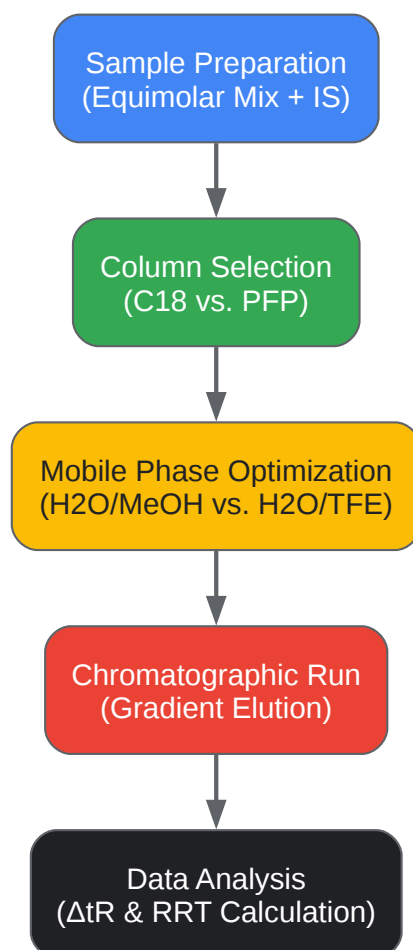 Sample Preparation
(Equimolar Mix + IS)
Column Selection
(C18 vs. PFP)
Mobile Phase Optimization
(H2O/MeOH vs. H2O/TFE)
Chromatographic Run
(Gradient Elution)
Data Analysis
(ΔtR & RRT Calculation)